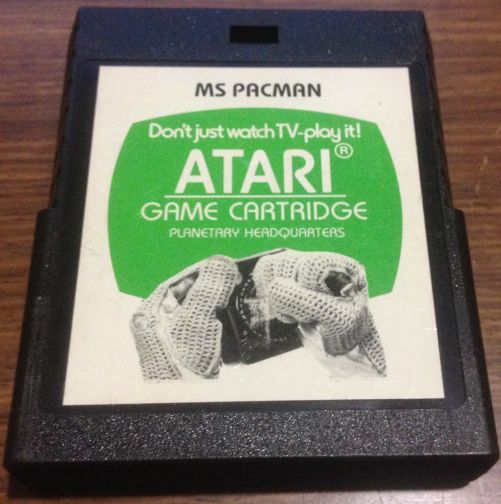 MS PACMAN
Don't just watch TV-play it!
ATARI®
GAME CARTRIDGE
PLANETARY HEADQUARTERS